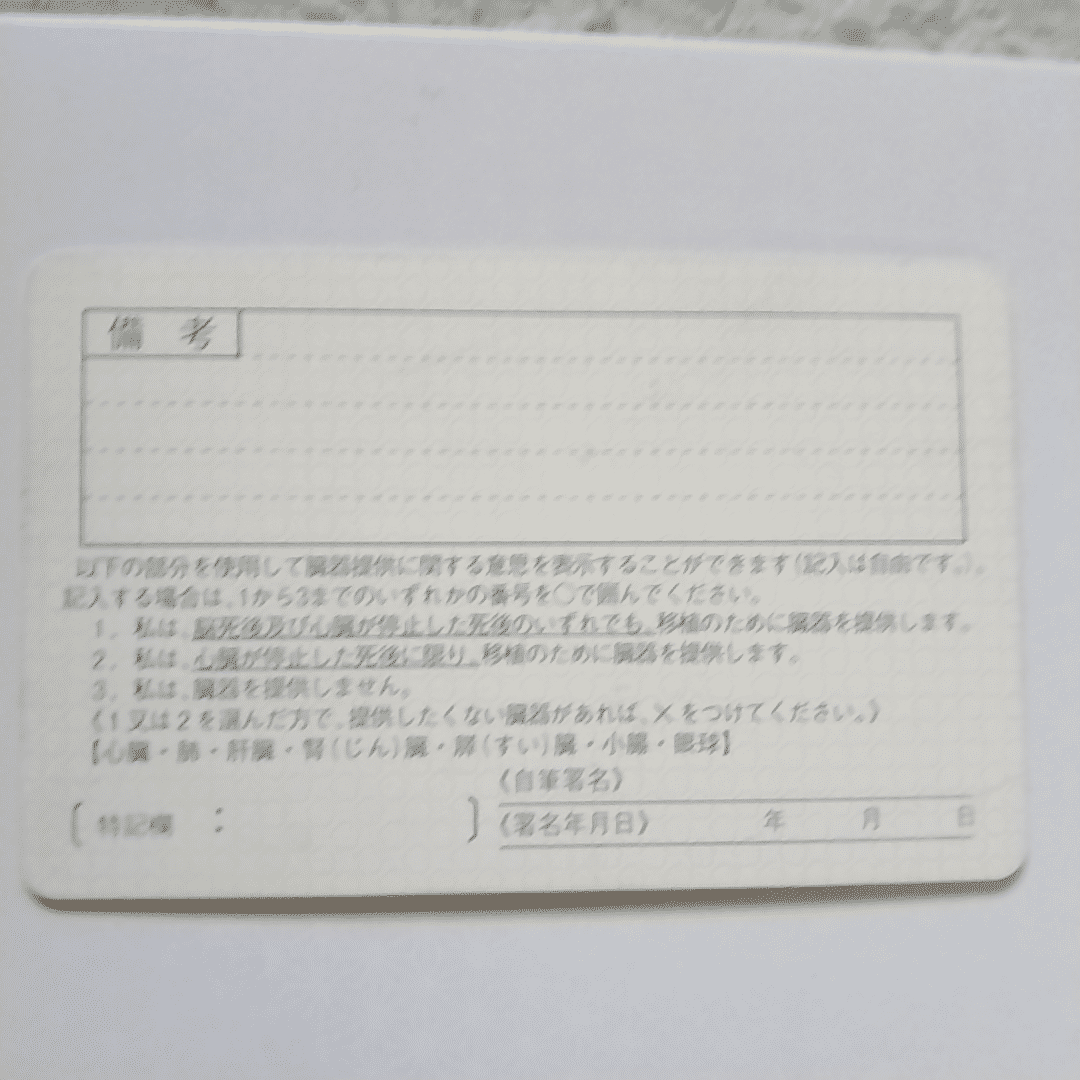 備 考
以下の部分を使用して臓器提供に関する意思を表示することができます(記入は自由です。)。
記入する場合は、1から3までのいずれかの番号を○で囲んでください。
1. 私は、脳死後及び心臓が停止した死後のいずれでも、移植のために臓器を提供します。
2. 私は、心臓が停止した死後に限り、移植のために臓器を提供します。
3. 私は、臓器を提供しません。
《1又は2を選んだ方で、提供したくない臓器があれば、×をつけてください。》
【心臓・肺・肝臓・腎(じん)臓・膵(すい)臓・小腸・眼球】
〔特記欄 : 〕
《自筆署名》
《署名年月日》 年 月 日